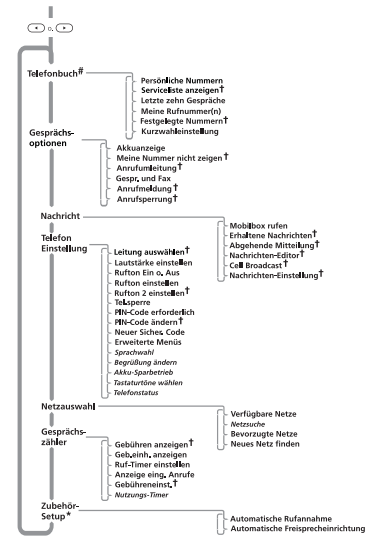 o.
Telefonbuch#
Persönliche Nummern
Serviceliste anzeigen†
Letzte zehn Gespräche
Meine Rufnummer(n)
Festgelegte Nummern†
Kurzwahleinstellung
Gesprächs-
optionen
Akkuanzeige
Meine Nummer nicht zeigen†
Anrufumleitung†
Gespr. und Fax
Anrufmeldung†
Anrufsperrung†
Nachricht
Mobilbox rufen
Erhaltene Nachrichten†
Abgehende Mitteilung†
Nachrichten-Editor†
Cell Broadcast†
Nachrichten-Einstellung†
Telefon
Einstellung
Leitung auswählen†
Lautstärke einstellen
Rufton Ein o. Aus
Rufton einstellen
Rufton 2 einstellen†
Tel.sperre
PIN-Code erforderlich
PIN-Code ändern†
Neuer Sicher. Code
Erweiterte Menüs
Sprachwahl
Begrüßung ändern
Akku-Sparbetrieb
Tastaturtöne wählen
Telefonstatus
Netzauswahl
Verfügbare Netze
Netzsuche
Bevorzugte Netze
Neues Netz finden
Gesprächs-
zähler
Gebühren anzeigen†
Geb.einh. anzeigen
Ruf-Timer einstellen
Anzeige eing. Anrufe
Gebühreneinst.†
Nutzungs-Timer
Zubehör-
Setup*
Automatische Rufannahme
Automatische Freisprecheinrichtung